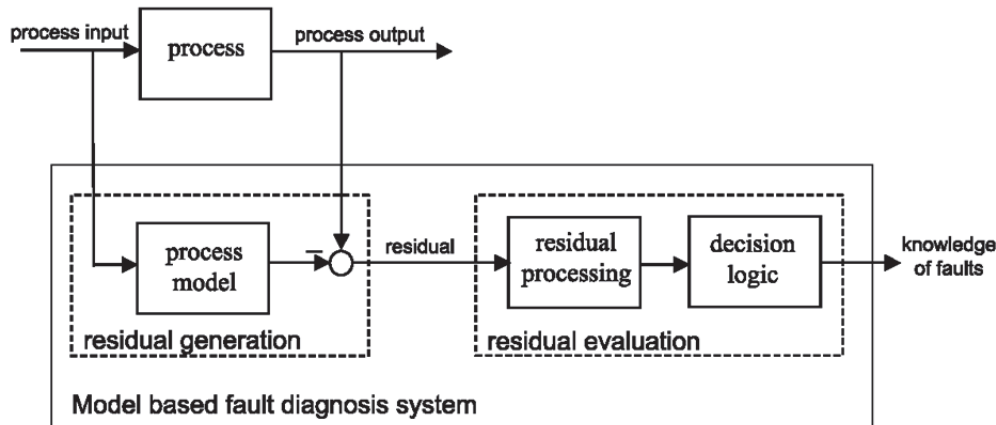 process input
process
process output
process
model
–
residual
residual
processing
decision
logic
knowledge
of faults
residual generation
residual evaluation
Model based fault diagnosis system